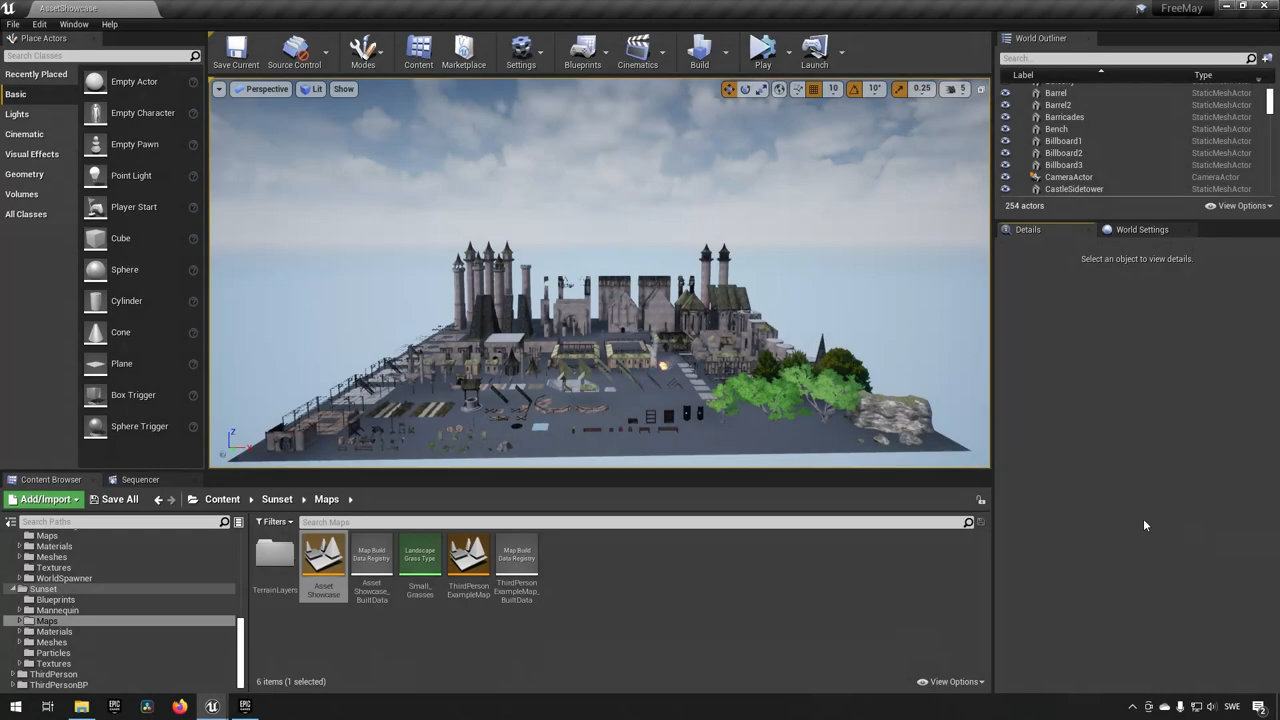 AssetShowcase
FreeMay
File Edit Window Help
Place Actors
World Outliner
Search Classes
Search...
Recently Placed
Basic
Lights
Cinematic
Visual Effects
Geometry
Volumes
All Classes
Empty Actor
Empty Character
Empty Pawn
Point Light
Player Start
Cube
Sphere
Cylinder
Cone
Plane
Box Trigger
Sphere Trigger
Save Current Source Control Modes Content Marketplace Settings Blueprints Cinematics Build Play Launch
Perspective Lit Show 10 10° 0.25 5
Z
Label Type
Barrel StaticMeshActor
Barrel2 StaticMeshActor
Barricades StaticMeshActor
Bench StaticMeshActor
Billboard1 StaticMeshActor
Billboard2 StaticMeshActor
Billboard3 StaticMeshActor
CameraActor CameraActor
CastleSidetower StaticMeshActor
254 actors View Options
Details World Settings
Select an object to view details.
Content Browser Sequencer
Add/Import Save All Content Sunset Maps
Search Paths
Filters Search Maps
Maps
Materials
Meshes
Textures
WorldSpawner
Sunset
Blueprints
Mannequin
Maps
Materials
Meshes
Particles
Textures
ThirdPerson
ThirdPersonBP
TerrainLayers
Asset
Showcase
Map Build
Data Registry
Asset
Showcase_
BuiltData
Landscape
Grass Type
Small_
Grasses
ThirdPerson
ExampleMap
Map Build
Data Registry
ThirdPerson
ExampleMap_
BuiltData
6 items (1 selected) View Options
EPIC
GAMES
EPIC
GAMES
SWE
2